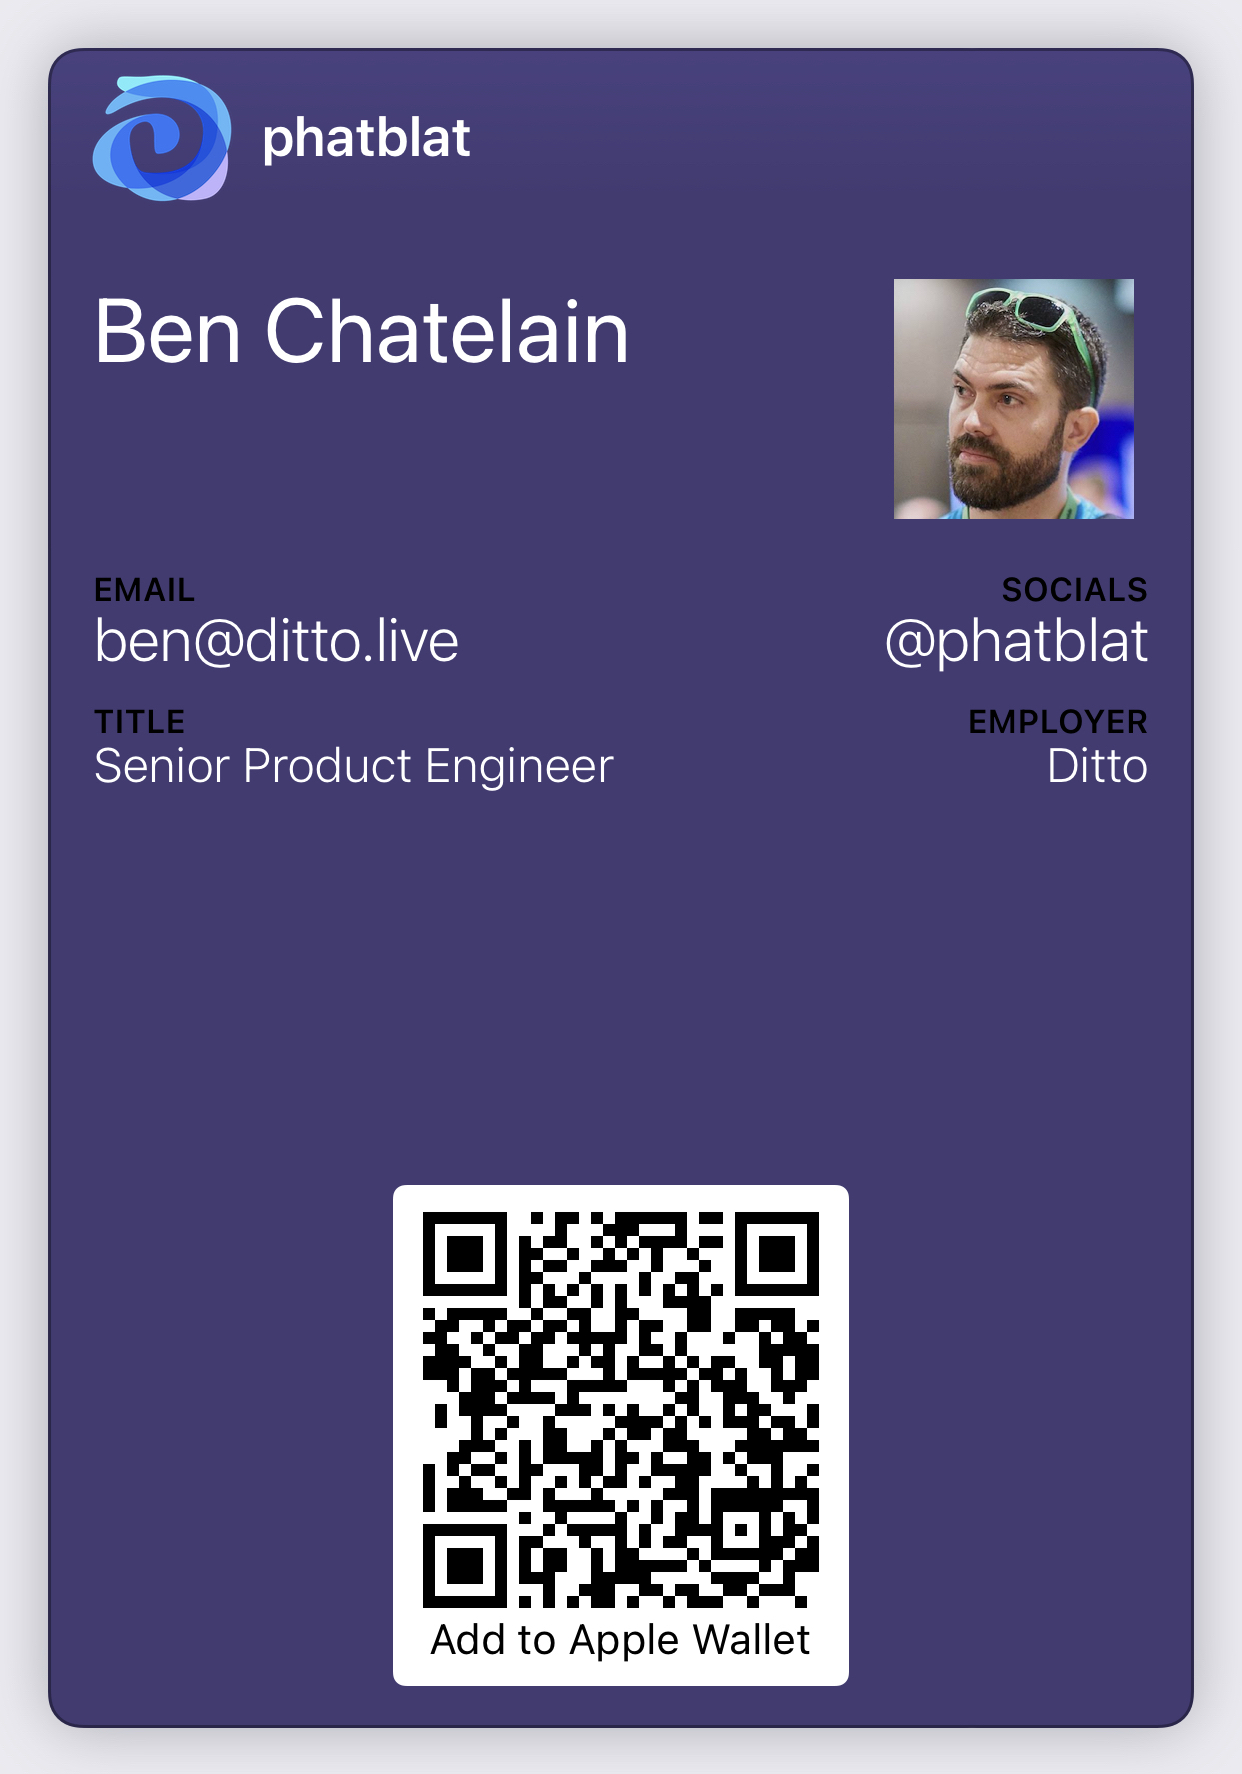 phatblat
Ben Chatelain
EMAIL
SOCIALS
ben@ditto.live
@phatblat
TITLE
EMPLOYER
Senior Product Engineer
Ditto
Add to Apple Wallet